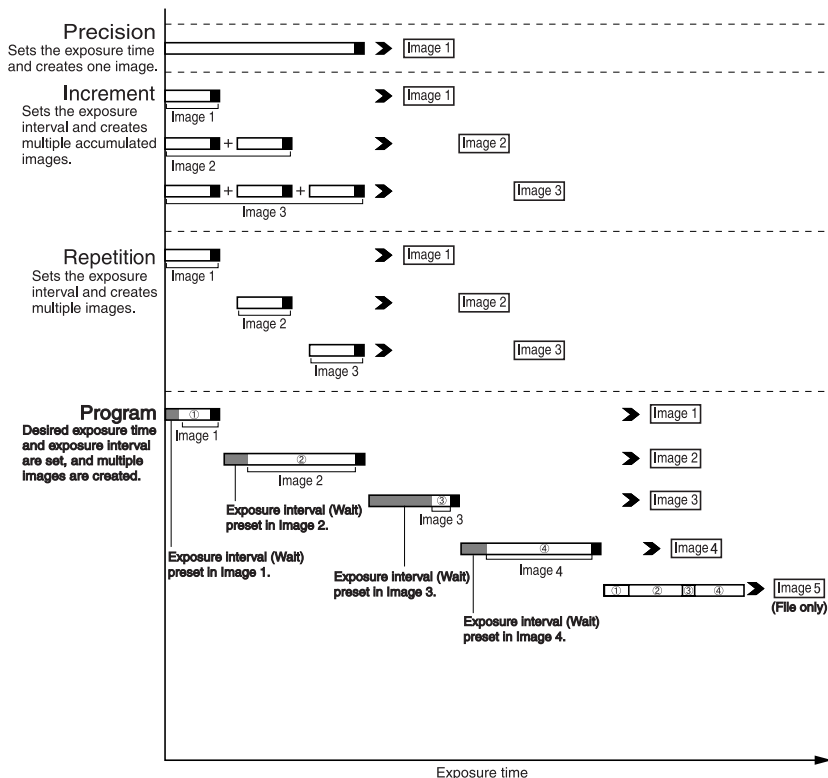 Precision
Sets the exposure time
and creates one image.
Image 1
Increment
Sets the exposure
interval and creates
multiple accumulated
images.
Image 1
Image 1
+
Image 2
Image 2
+ +
Image 3
Image 3
Repetition
Sets the exposure
interval and creates
multiple images.
Image 1
Image 1
Image 2
Image 2
Image 3
Image 3
Program
Desired exposure time
and exposure interval
are set, and multiple
images are created.
①
Image 1
Image 1
②
Image 2
Image 2
Exposure interval (Wait)
preset in Image 2.
③
Image 3
Image 3
Exposure interval (Wait)
preset in Image 1.
Exposure interval (Wait)
preset in Image 3.
④
Image 4
Image 4
Exposure interval (Wait)
preset in Image 4.
① ② ③ ④
Image 5
(File only)
Exposure time